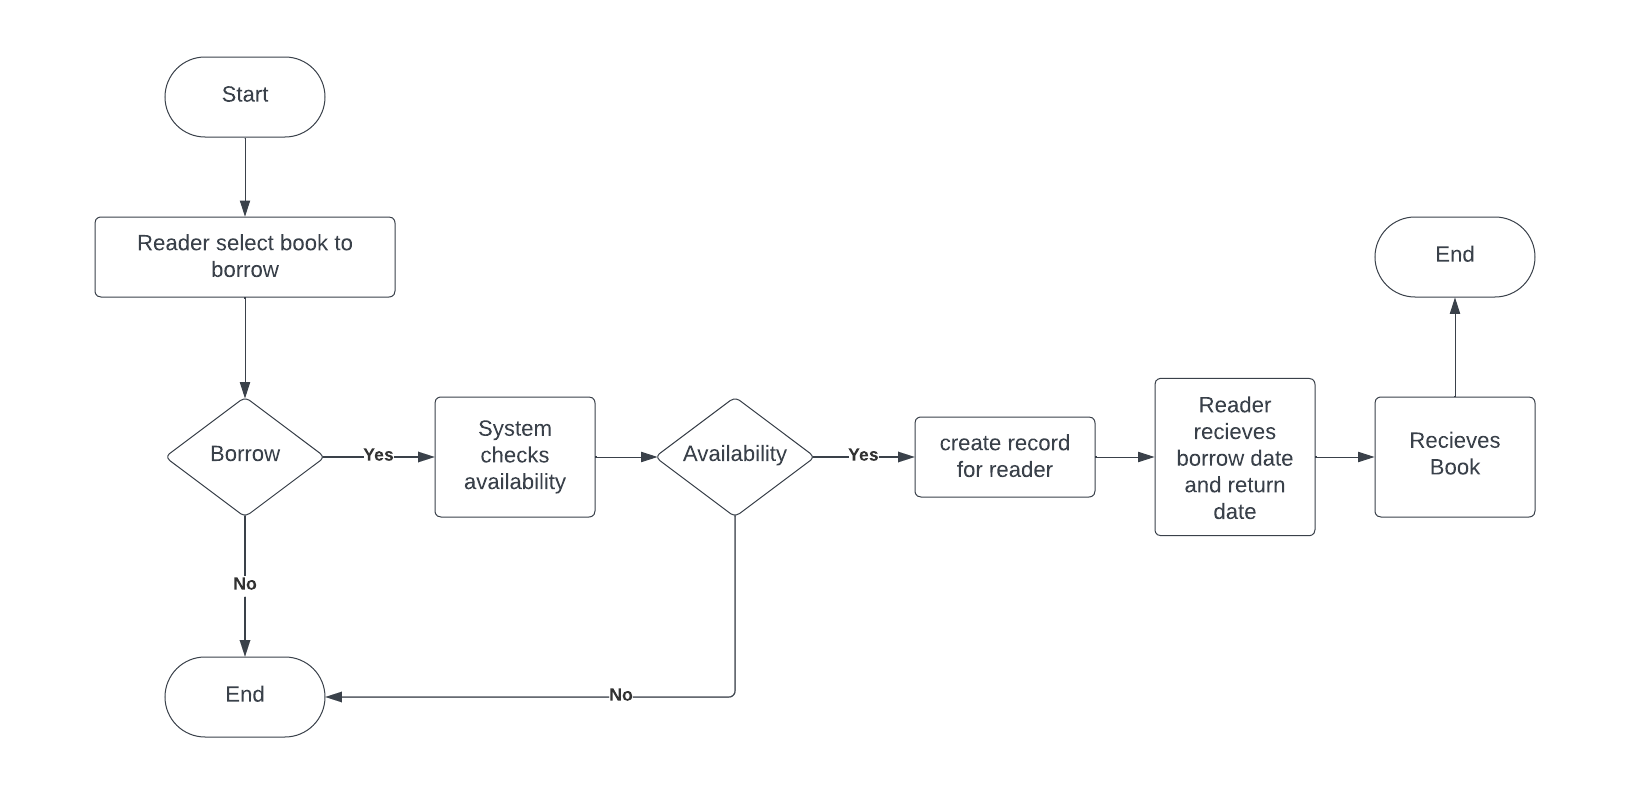 Start
Reader select book to
borrow
Borrow
Yes
System
checks
availability
Availability
Yes
create record
for reader
Reader
recieves
borrow date
and return
date
Recieves
Book
End
No
End
No